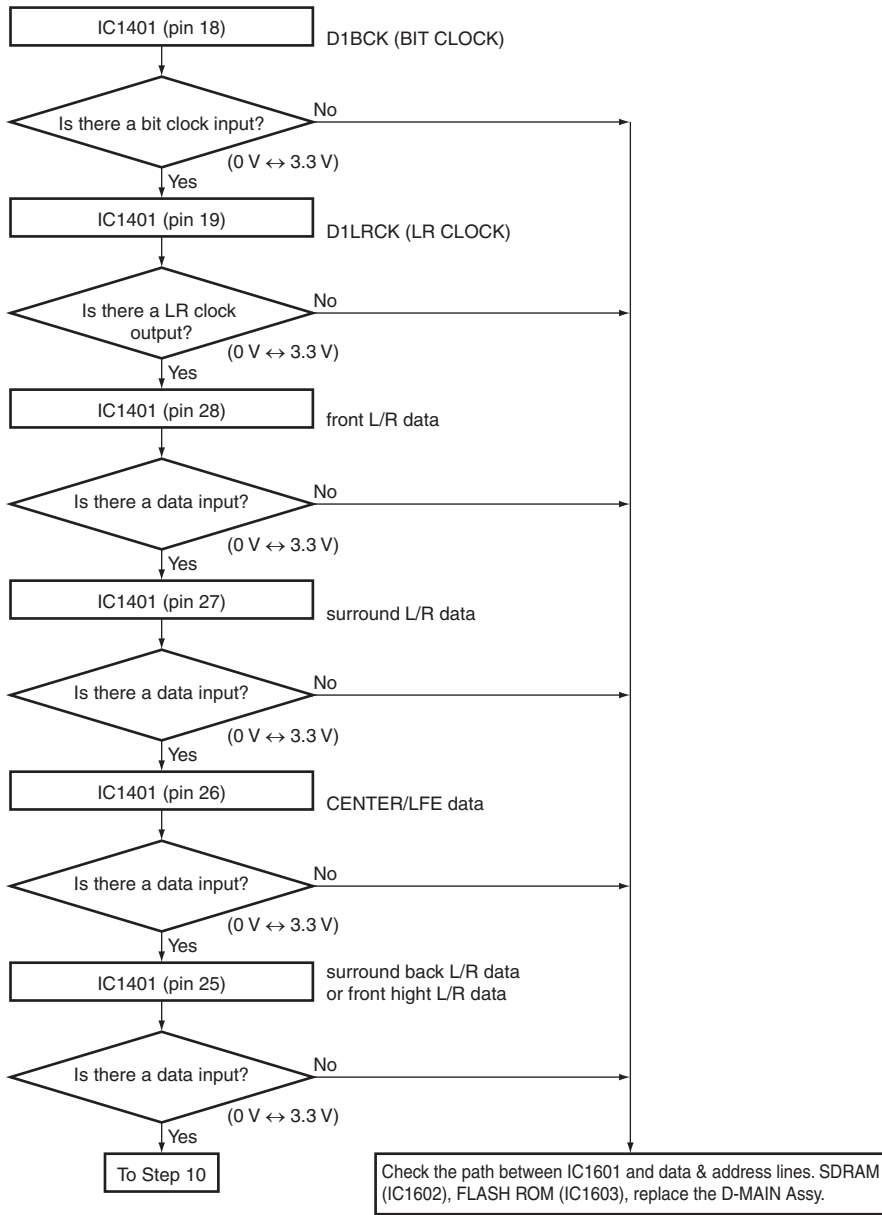 IC1401 (pin 18)
D1BCK (BIT CLOCK)
Is there a bit clock input?
No
(0 V ↔ 3.3 V)
Yes
IC1401 (pin 19)
D1LRCK (LR CLOCK)
Is there a LR clock
output?
No
(0 V ↔ 3.3 V)
Yes
IC1401 (pin 28)
front L/R data
Is there a data input?
No
(0 V ↔ 3.3 V)
Yes
IC1401 (pin 27)
surround L/R data
Is there a data input?
No
(0 V ↔ 3.3 V)
Yes
IC1401 (pin 26)
CENTER/LFE data
Is there a data input?
No
(0 V ↔ 3.3 V)
Yes
IC1401 (pin 25)
surround back L/R data
or front hight L/R data
Is there a data input?
No
(0 V ↔ 3.3 V)
Yes
To Step 10
Check the path between IC1601 and data & address lines. SDRAM
(IC1602), FLASH ROM (IC1603), replace the D-MAIN Assy.